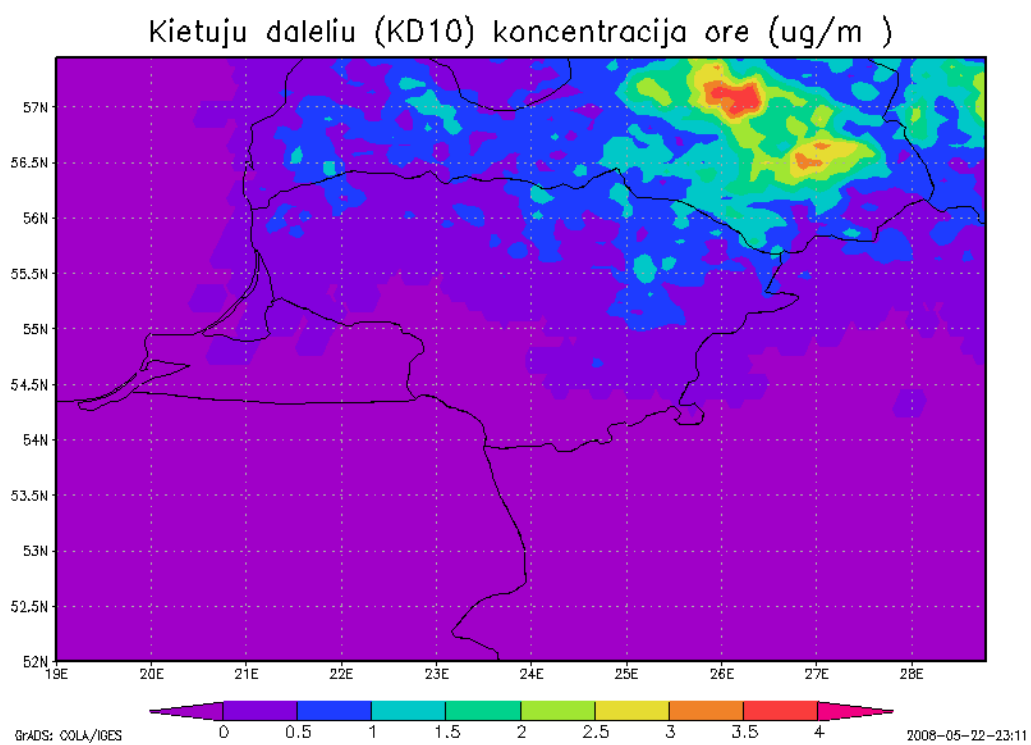 Kietuju daleliu (KD10) koncentracija ore (ug/m )
57N
56.5N
56N
55.5N
55N
54.5N
54N
53.5N
53N
52.5N
52N
19E 20E 21E 22E 23E 24E 25E 26E 27E 28E
0 0.5 1 1.5 2 2.5 3 3.5 4
GrADS: COLA/IGES 2008-05-22-23:11